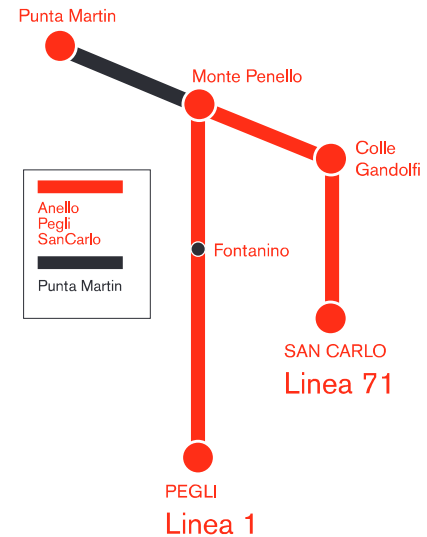 Punta Martin
Monte Penello
Colle
Gandolfi
Anello
Pegli
SanCarlo
Punta Martin
Fontanino
SAN CARLO
Linea 71
PEGLI
Linea 1